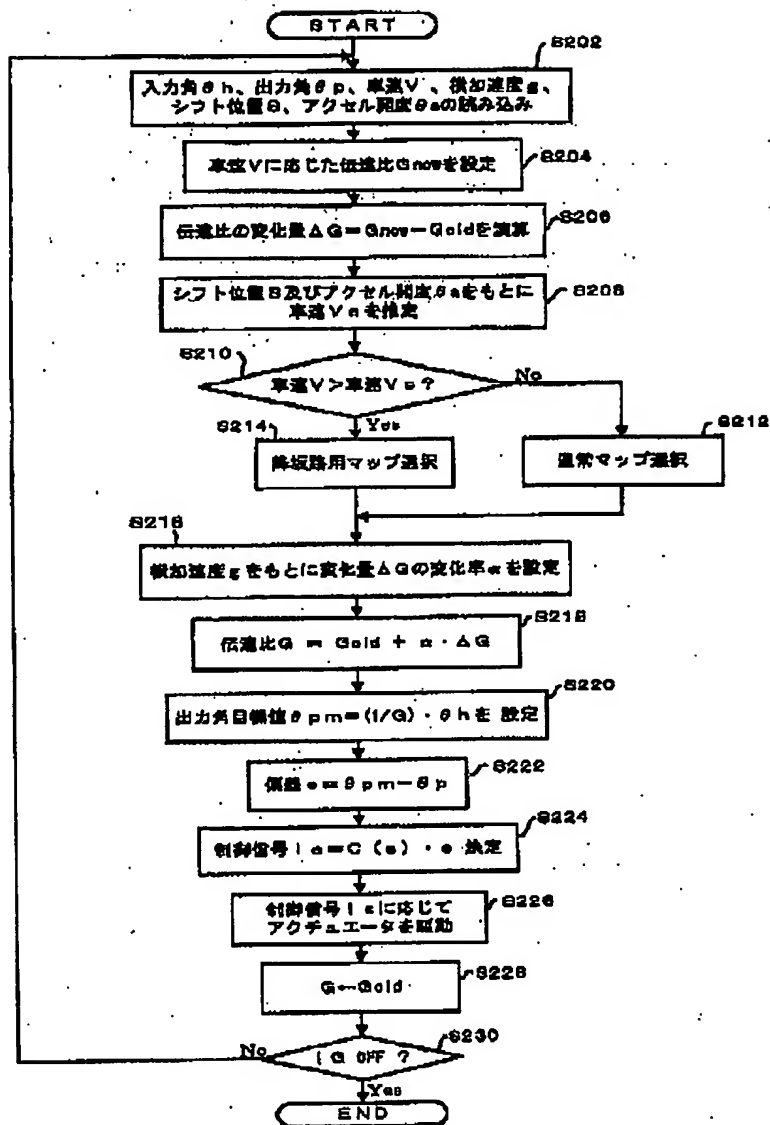 START
S202
入力角θh、出力角θp、車速V、横加速度g、
シフト位置S、アクセル開度θaの読み込み
車速Vに応じた伝達比Gnowを設定
S204
伝達比の変化量ΔG=Gnow-Goldを演算
S206
シフト位置S及びアクセル開度θaをもとに
車速Vaを推定
S208
S210
車速V>車速Va?
No
Yes
S214
降坂路用マップ選択
S212
通常マップ選択
S216
横加速度gをもとに変化量ΔGの変化率αを設定
S218
伝達比G = Gold + α・ΔG
S220
出力角目標値θpm=(1/G)・θhを 設定
S222
偏差e=θpm-θp
S224
制御信号Is=C(s)・e 決定
S226
制御信号Isに応じて
アクチュエータを駆動
S228
G←Gold
S230
IG OFF ?
No
Yes
END